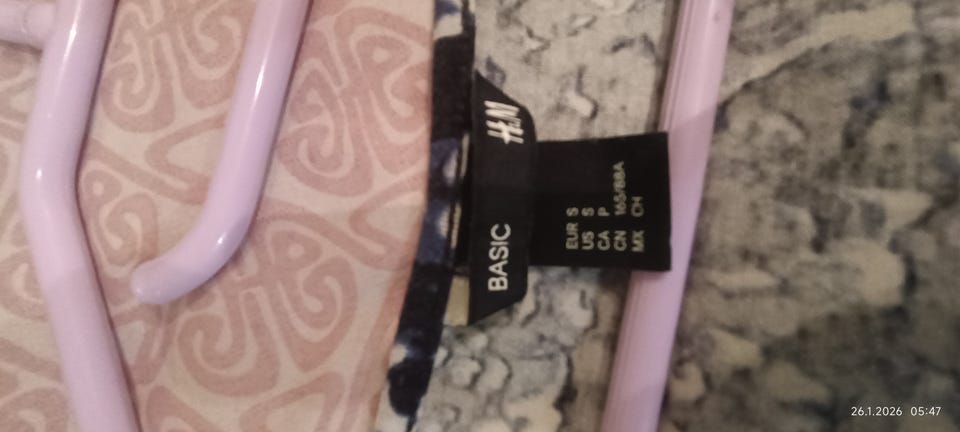 H&M
BASIC
EUR S
US S
CA P
CN 165/88A
MX CH
26.1.2026 05:47